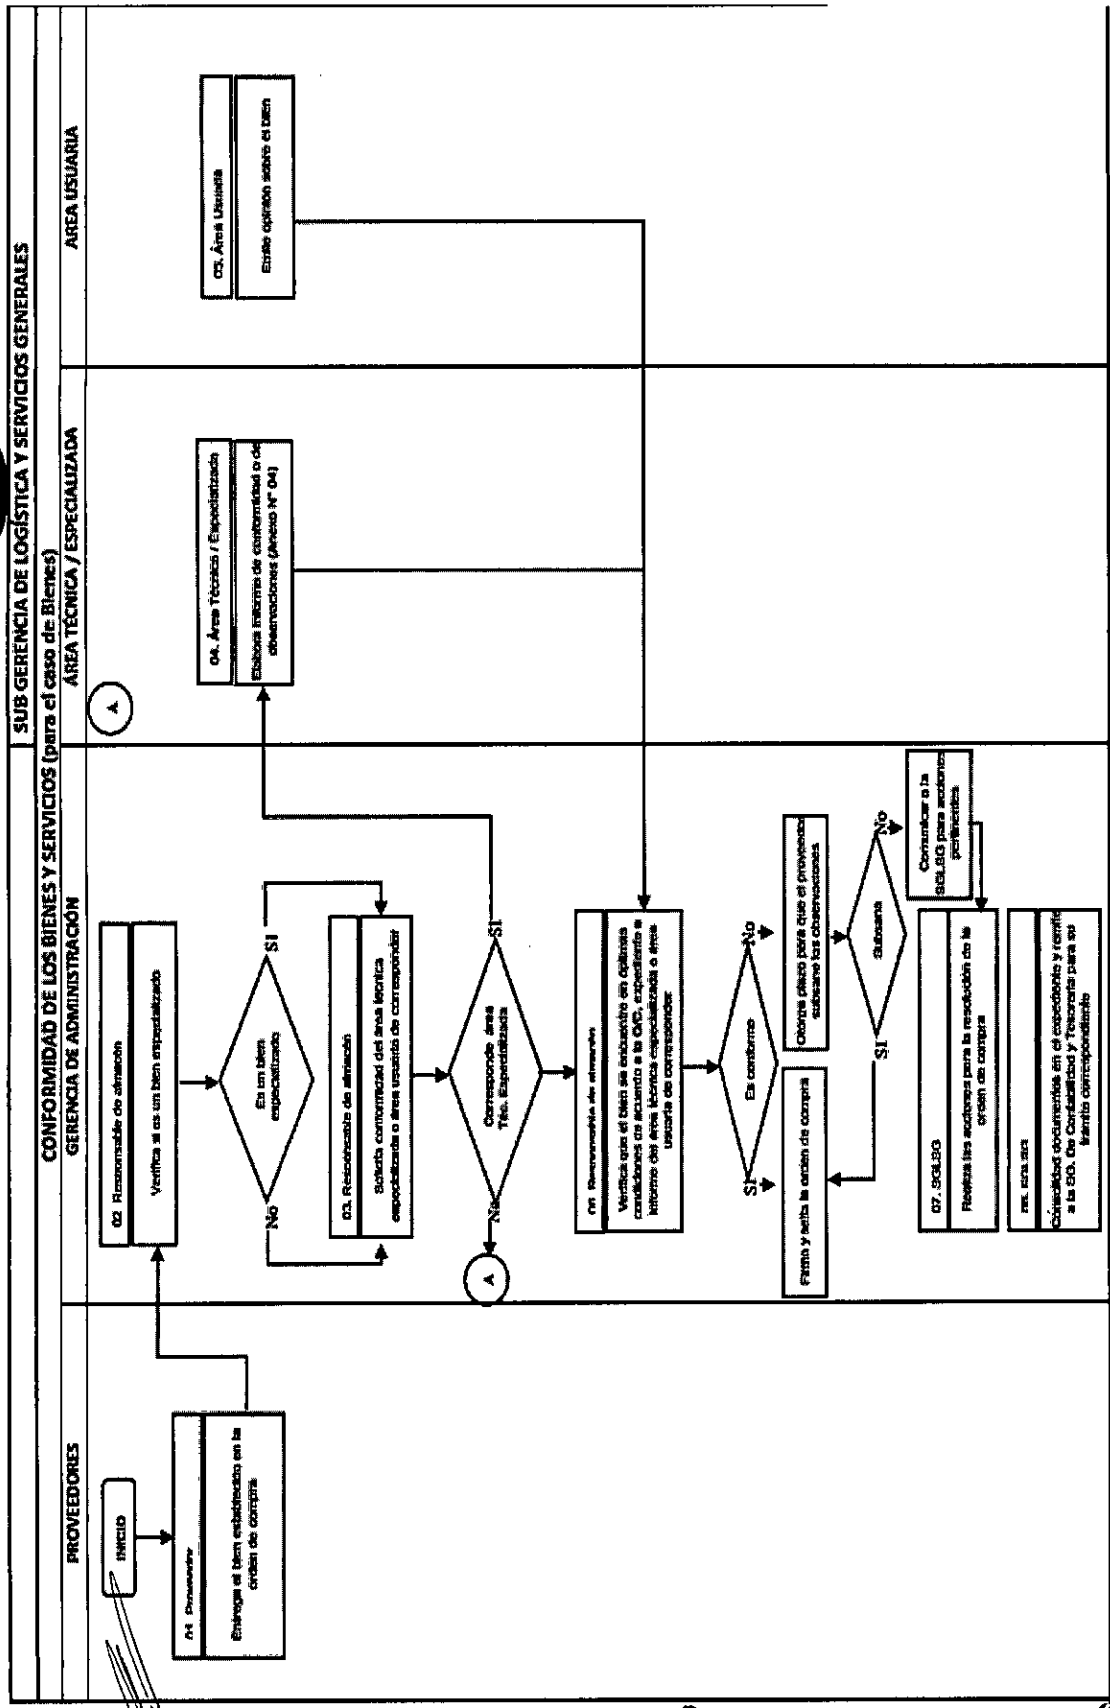 SUB GERENCIA DE LOGÍSTICA Y SERVICIOS GENERALES
CONFORMIDAD DE LOS BIENES Y SERVICIOS (para el caso de Bienes)
PROVEEDORES
GERENCIA DE ADMINISTRACIÓN
ÁREA TÉCNICA / ESPECIALIZADA
ÁREA USUARIA
INICIO
01 Proveedor
Entrega el bien establecido en la
orden de compra
02 Responsable de almacén
Verifica si es un bien especializado
Es un bien
especializado
No
SI
03. Responsable de almacén
Solicita conformidad del área técnica
especializada o área usuaria de corresponder
Corresponde área
Téc. Especializada
No
SI
A
A
04. Área Técnica / Especializada
Elabora informe de conformidad o de
observaciones (Anexo N° 04)
05. Área Usuaria
Emite opinión sobre el bien
06 Responsable de almacén
Verifica que el bien se encuentre en óptimas
condiciones de acuerdo a la O/C, expediente e
informe del área técnica especializada o área
usuaria de corresponder
Es conforme
SI
No
Firma y sella la orden de compra
Otorga plazo para que el proveedor
subsane las observaciones
Subsana
SI
No
Comunicar a la
SGLSG para acciones
pertinentes
07. SGLSG
Realiza las acciones para la resolución de la
orden de compra
Consolidad documentos en el expediente y remite
a la SG. De Contabilidad y Tesorería para su
trámite correspondiente